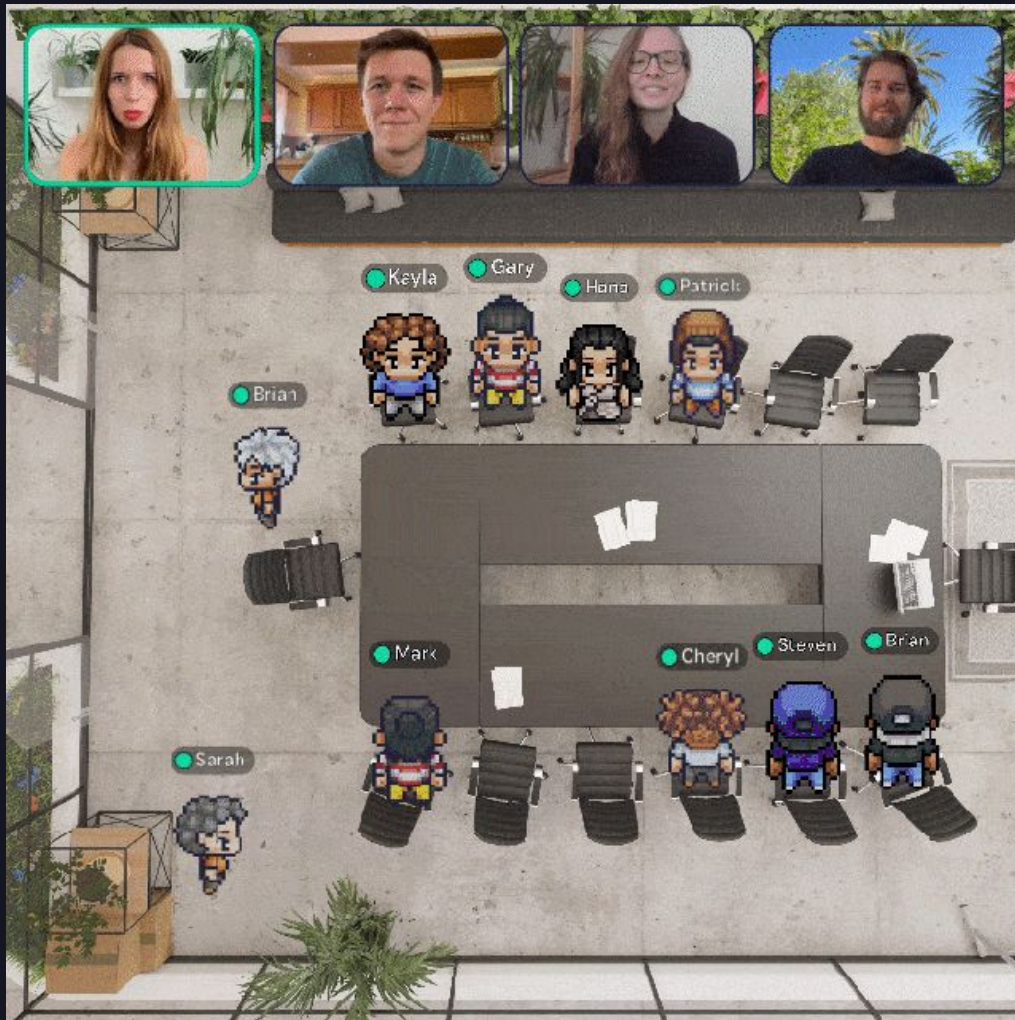 Kayla
Gary
Hana
Patrick
Brian
Mark
Cheryl
Steven
Brian
Sarah